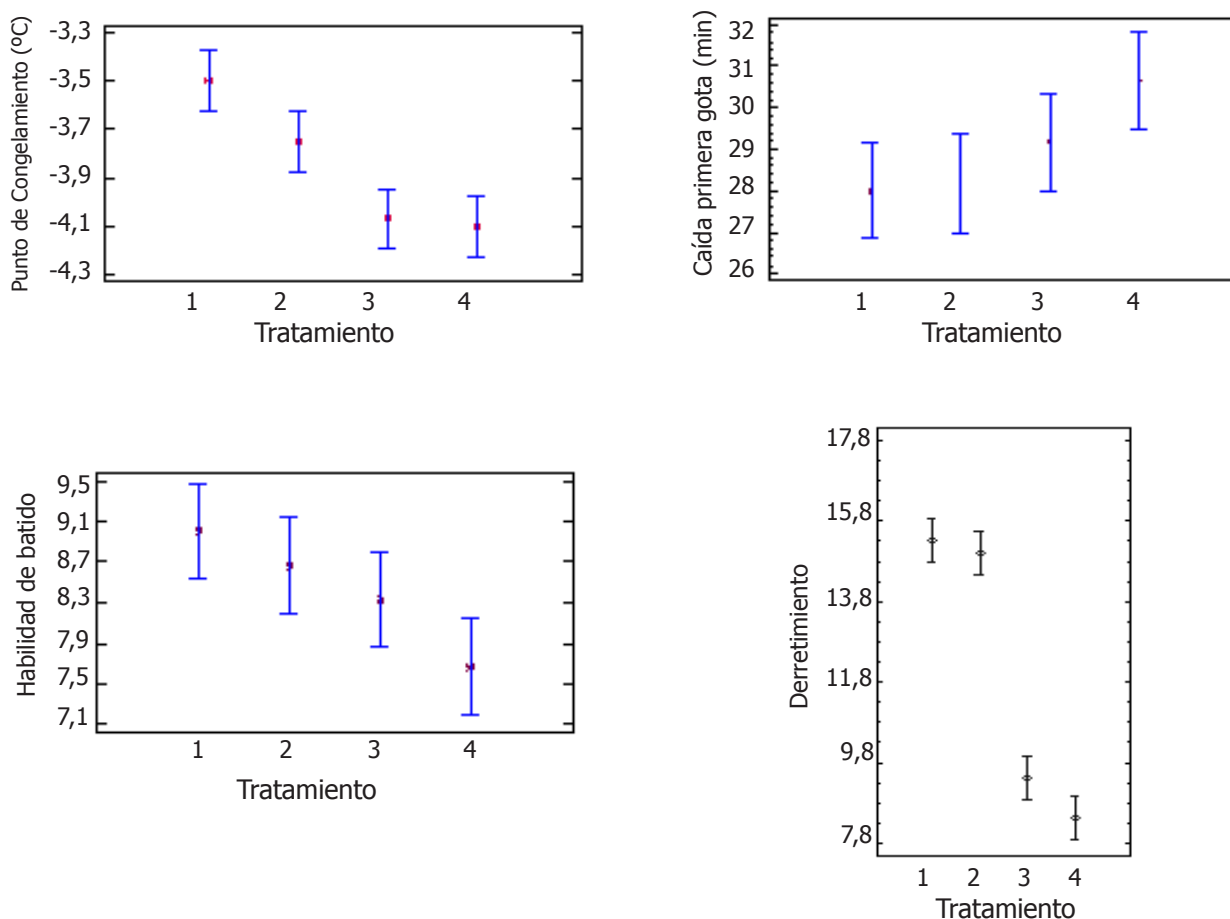 Punto de Congelamiento (ºC)
-3,3
-3,5
-3,7
-3,9
-4,1
-4,3
1 2 3 4
Tratamiento
Caída primera gota (min)
32
31
30
29
28
27
26
1 2 3 4
Tratamiento
Habilidad de batido
9,5
9,1
8,7
8,3
7,9
7,5
7,1
1 2 3 4
Tratamiento
Derretimiento
17,8
15,8
13,8
11,8
9,8
7,8
1 2 3 4
Tratamiento